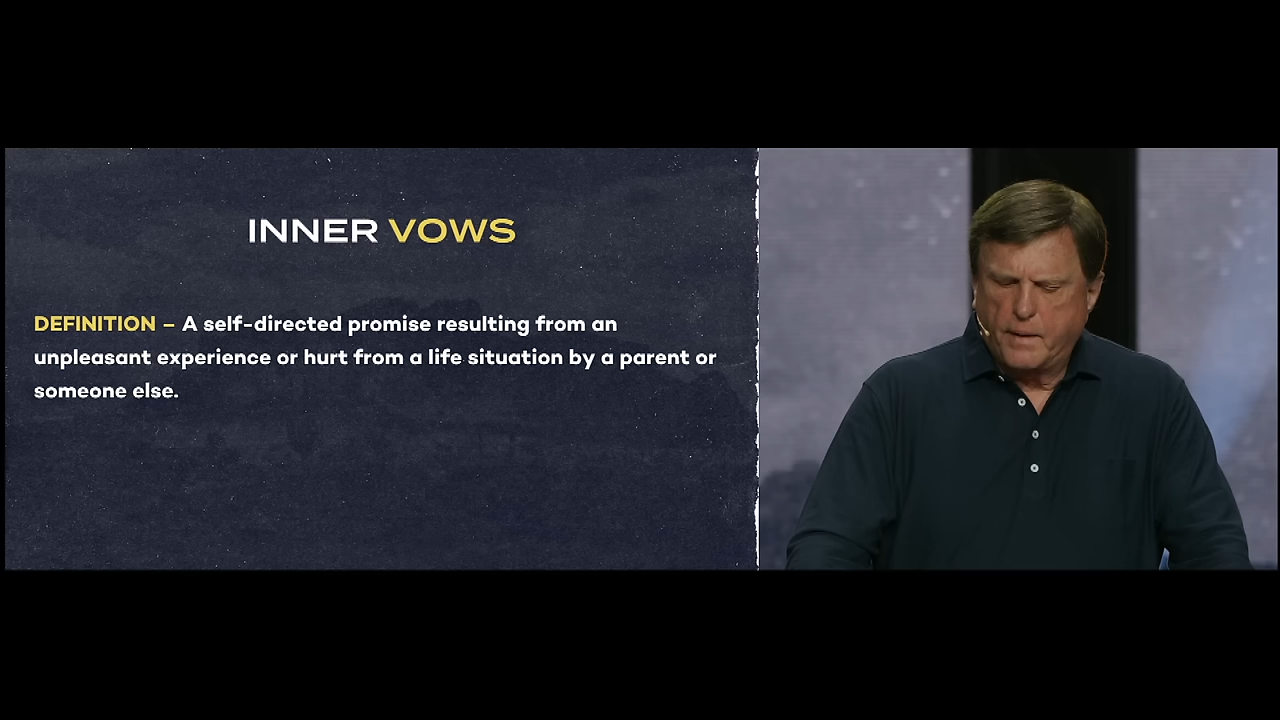 INNER VOWS
DEFINITION – A self-directed promise resulting from an
unpleasant experience or hurt from a life situation by a parent or
someone else.